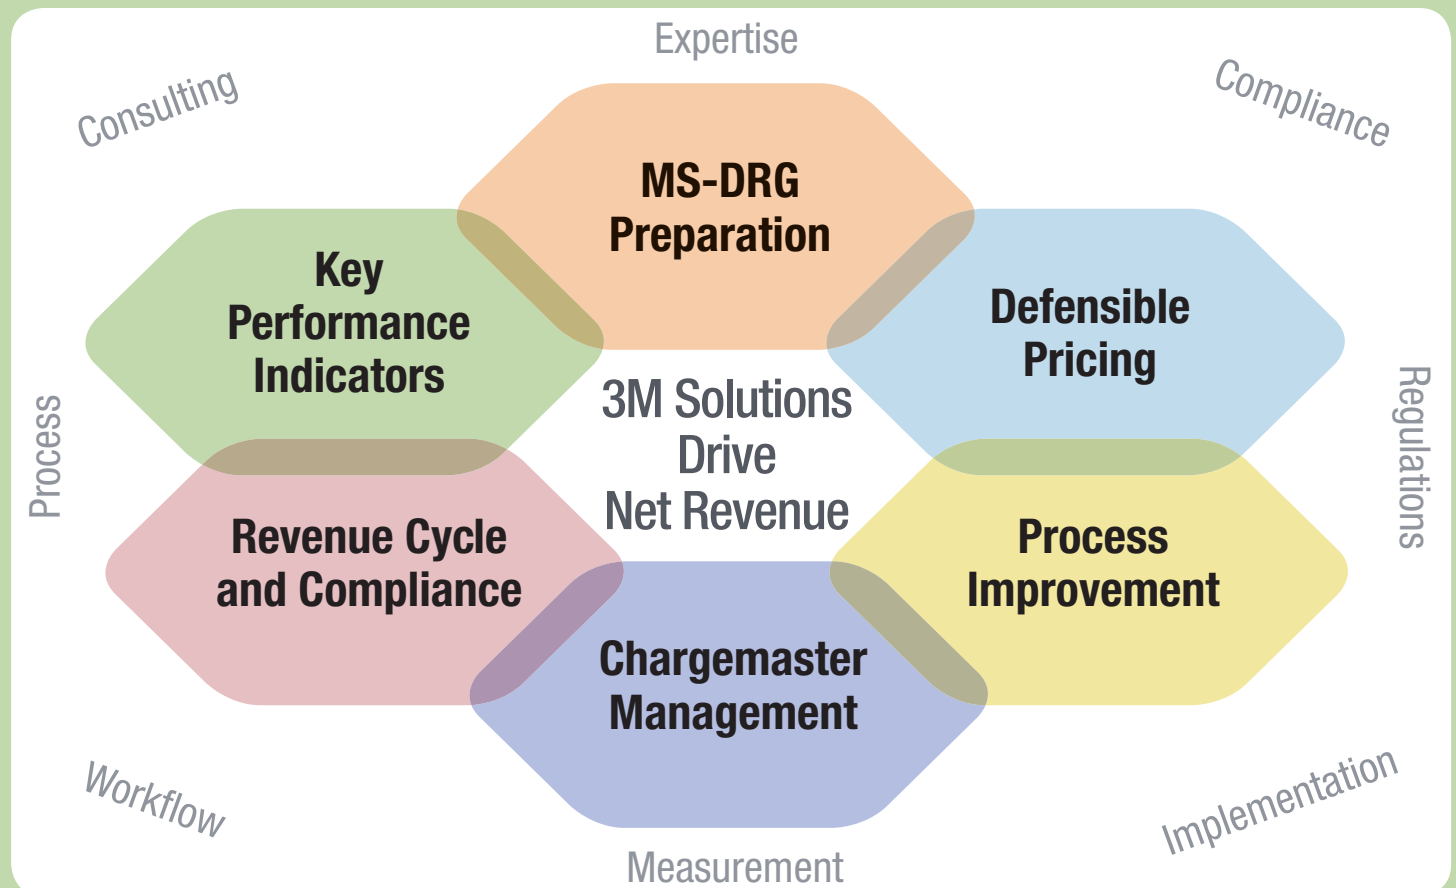 Expertise
Consulting
Compliance
MS-DRG
Preparation
Key
Performance
Indicators
Defensible
Pricing
3M Solutions
Drive
Net Revenue
Process
Regulations
Revenue Cycle
and Compliance
Process
Improvement
Chargemaster
Management
Workflow
Implementation
Measurement